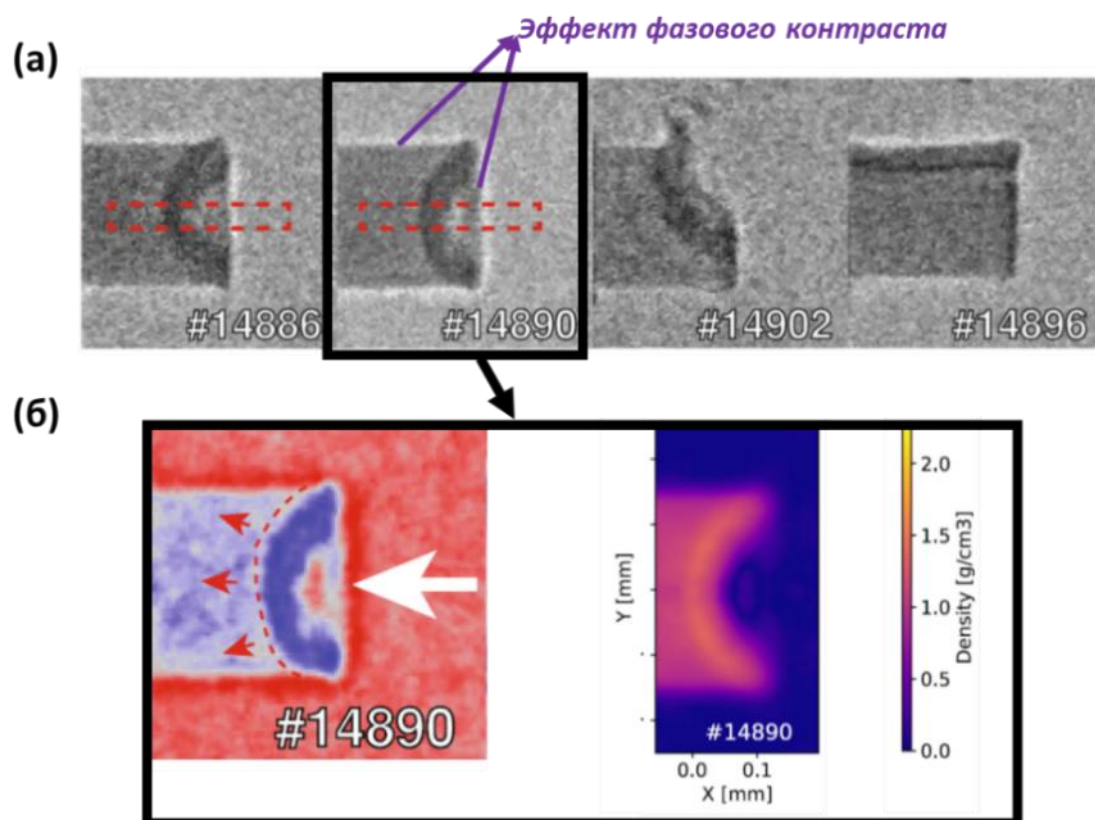 Эффект фазового контраста
(а)
#14886
#14890
#14902
#14896
(б)
#14890
Y [mm]
#14890
0.0 0.1
X [mm]
2.0
1.5
1.0
0.5
0.0
Density [g/cm3]